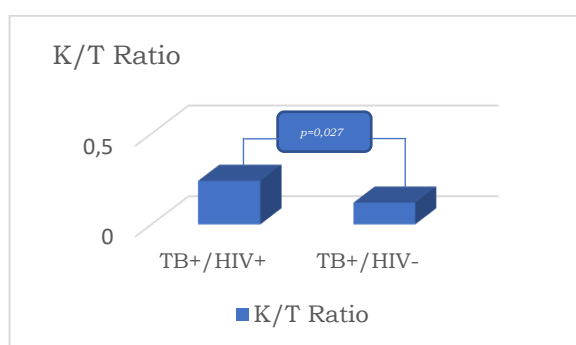 K/T Ratio
p=0,027
0,5
0
TB+/HIV+ TB+/HIV-
K/T Ratio